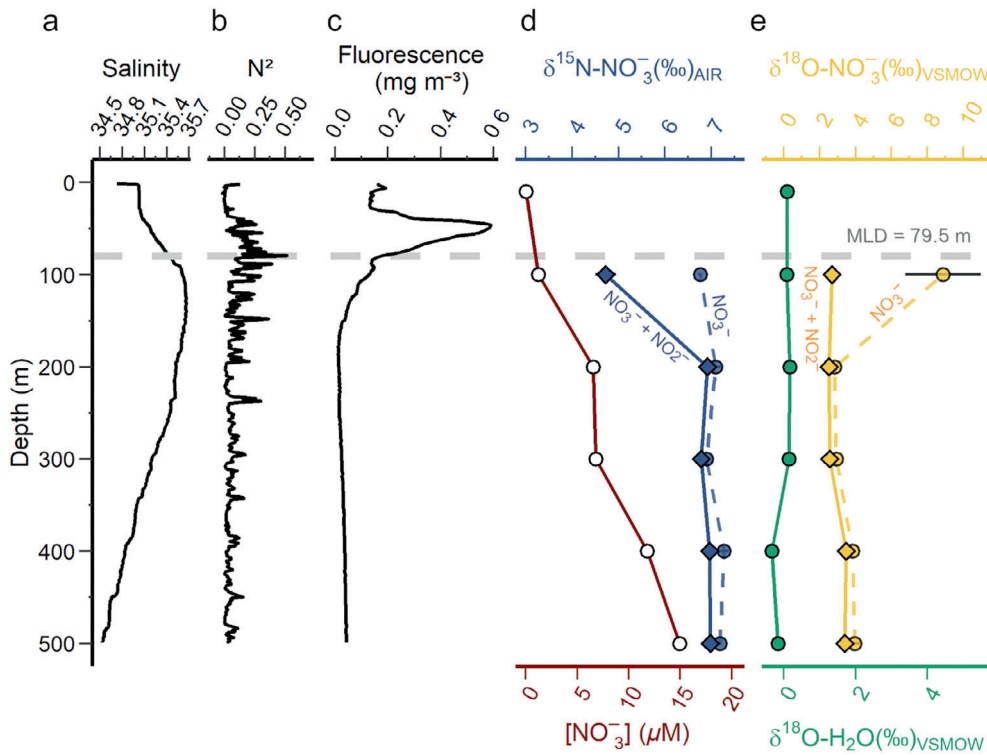 a
b
c
d
e
Salinity
N²
Fluorescence
(mg m⁻³)
δ¹⁵N-NO₃⁻(‰)AIR
δ¹⁸O-NO₃⁻(‰)VSMOW
34.5 34.8 35.1 35.4 35.7
0.00 0.25 0.50
0.0 0.2 0.4 0.6
3 4 5 6 7
0 2 4 6 8 10
Depth (m)
0
100
200
300
400
500
MLD = 79.5 m
NO₃⁻ + NO2⁻
NO₃⁻
NO₃⁻ + NO2⁻
NO₃⁻
0 5 10 15 20
0 2 4
[NO₃⁻] (µM)
δ¹⁸O-H₂O(‰)VSMOW